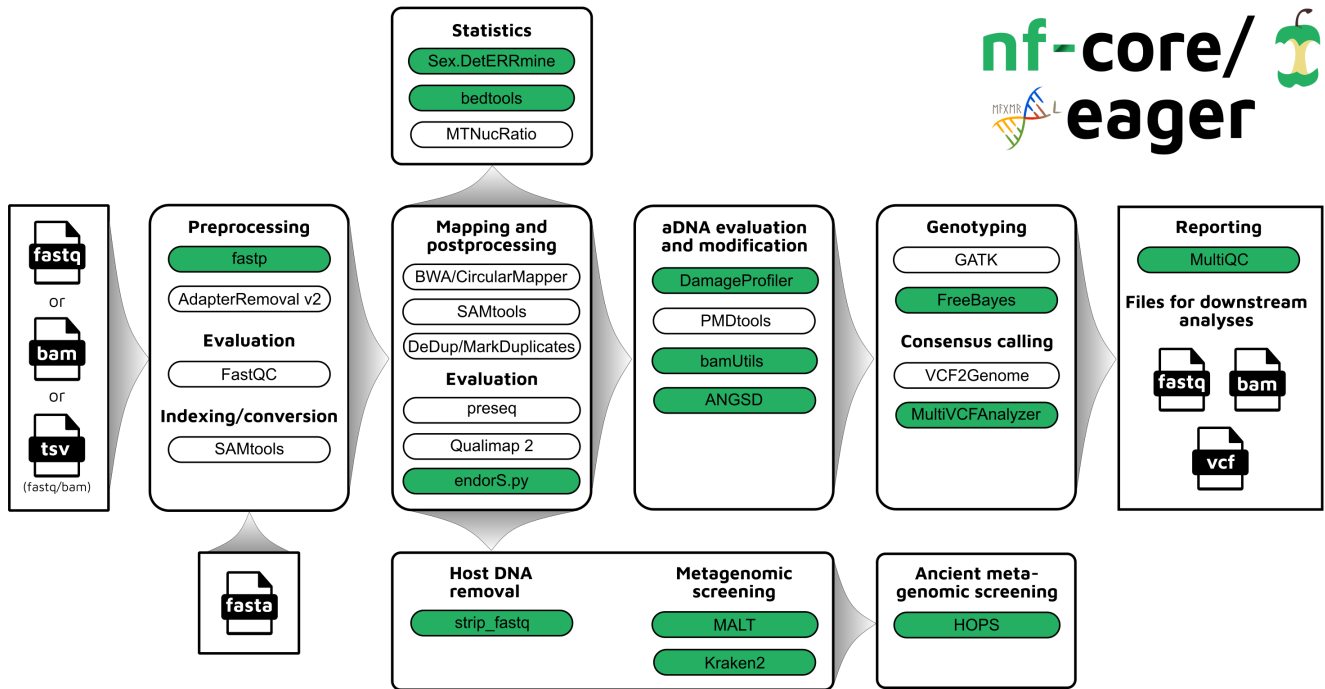 nf-core/
eager
MFXMR L
Statistics
Sex.DetERRmine
bedtools
MTNucRatio
fastq
or
bam
or
tsv
(fastq/bam)
Preprocessing
fastp
AdapterRemoval v2
Evaluation
FastQC
Indexing/conversion
SAMtools
fasta
Mapping and
postprocessing
BWA/CircularMapper
SAMtools
DeDup/MarkDuplicates
Evaluation
preseq
Qualimap 2
endorS.py
aDNA evaluation
and modification
DamageProfiler
PMDtools
bamUtils
ANGSD
Genotyping
GATK
FreeBayes
Consensus calling
VCF2Genome
MultiVCFAnalyzer
Reporting
MultiQC
Files for downstream
analyses
fastq
bam
vcf
Host DNA
removal
strip_fastq
Metagenomic
screening
MALT
Kraken2
Ancient meta-
genomic screening
HOPS